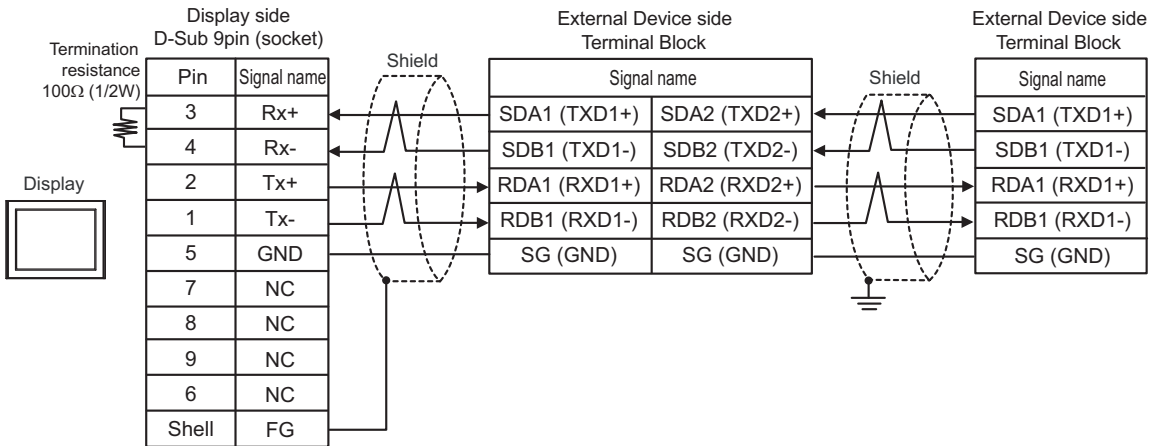 Display side
D-Sub 9pin (socket)
External Device side
Terminal Block
External Device side
Terminal Block
Termination
resistance
100Ω (1/2W)
Shield
Shield
Pin Signal name
Signal name
Signal name
3 Rx+ SDA1 (TXD1+) SDA2 (TXD2+) SDA1 (TXD1+)
4 Rx- SDB1 (TXD1-) SDB2 (TXD2-) SDB1 (TXD1-)
Display
2 Tx+ RDA1 (RXD1+) RDA2 (RXD2+) RDA1 (RXD1+)
1 Tx- RDB1 (RXD1-) RDB2 (RXD2-) RDB1 (RXD1-)
5 GND SG (GND) SG (GND) SG (GND)
7 NC
8 NC
9 NC
6 NC
Shell FG